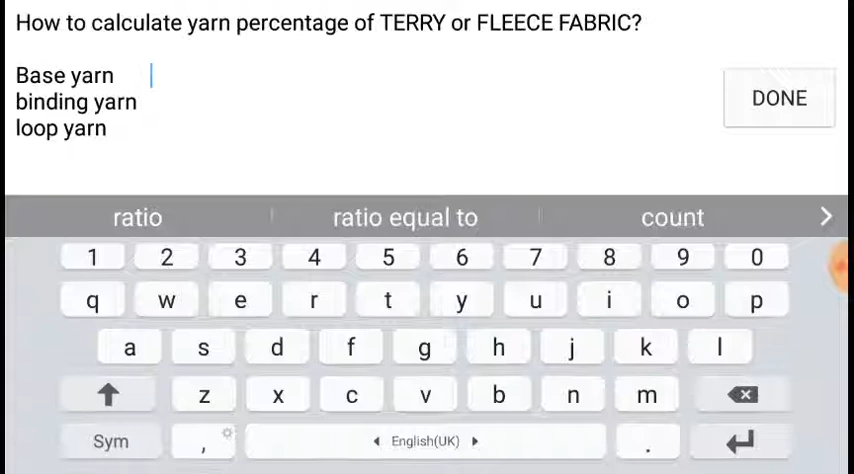 How to calculate yarn percentage of TERRY or FLEECE FABRIC?
Base yarn
binding yarn
loop yarn
DONE
ratio ratio equal to count
1 2 3 4 5 6 7 8 9 0
q w e r t y u i o p
a s d f g h j k l
z x c v b n m
Sym , English(UK) .